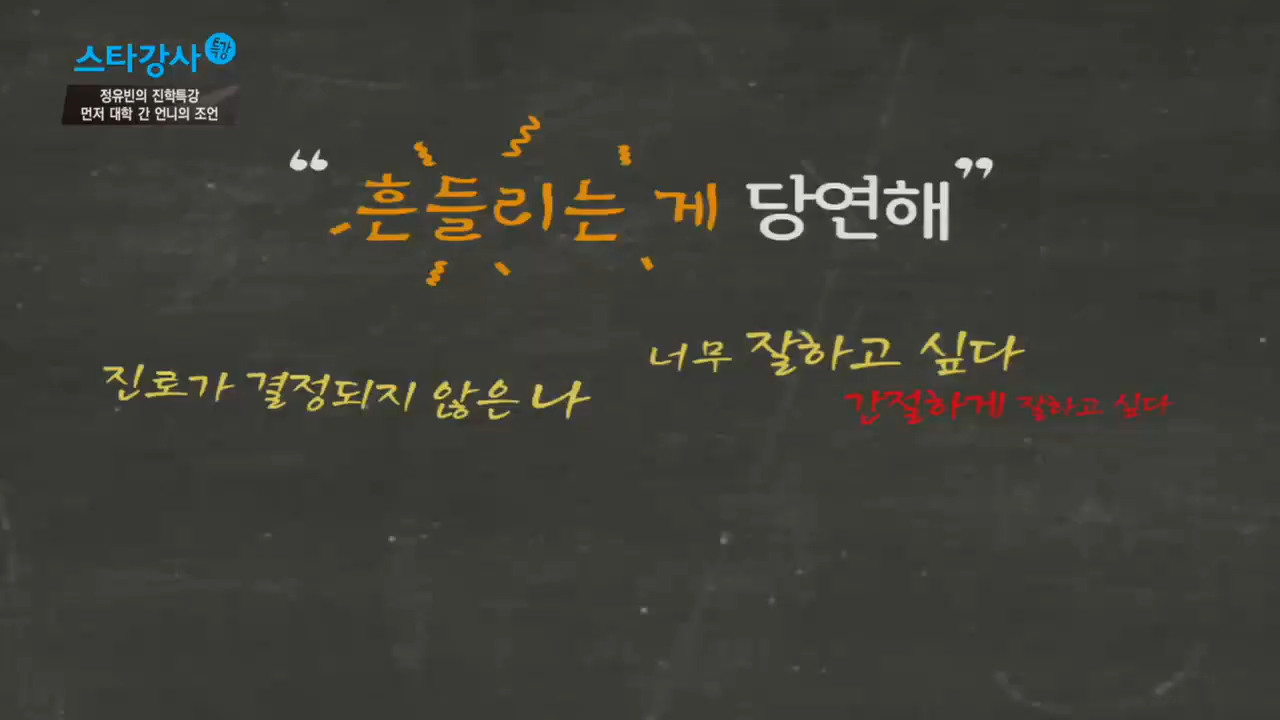 스타강사 특강
정유빈의 진학특강
먼저 대학 간 언니의 조언
“흔들리는 게 당연해”
진로가 결정되지 않은 나
너무 잘하고 싶다
간절하게 잘하고 싶다